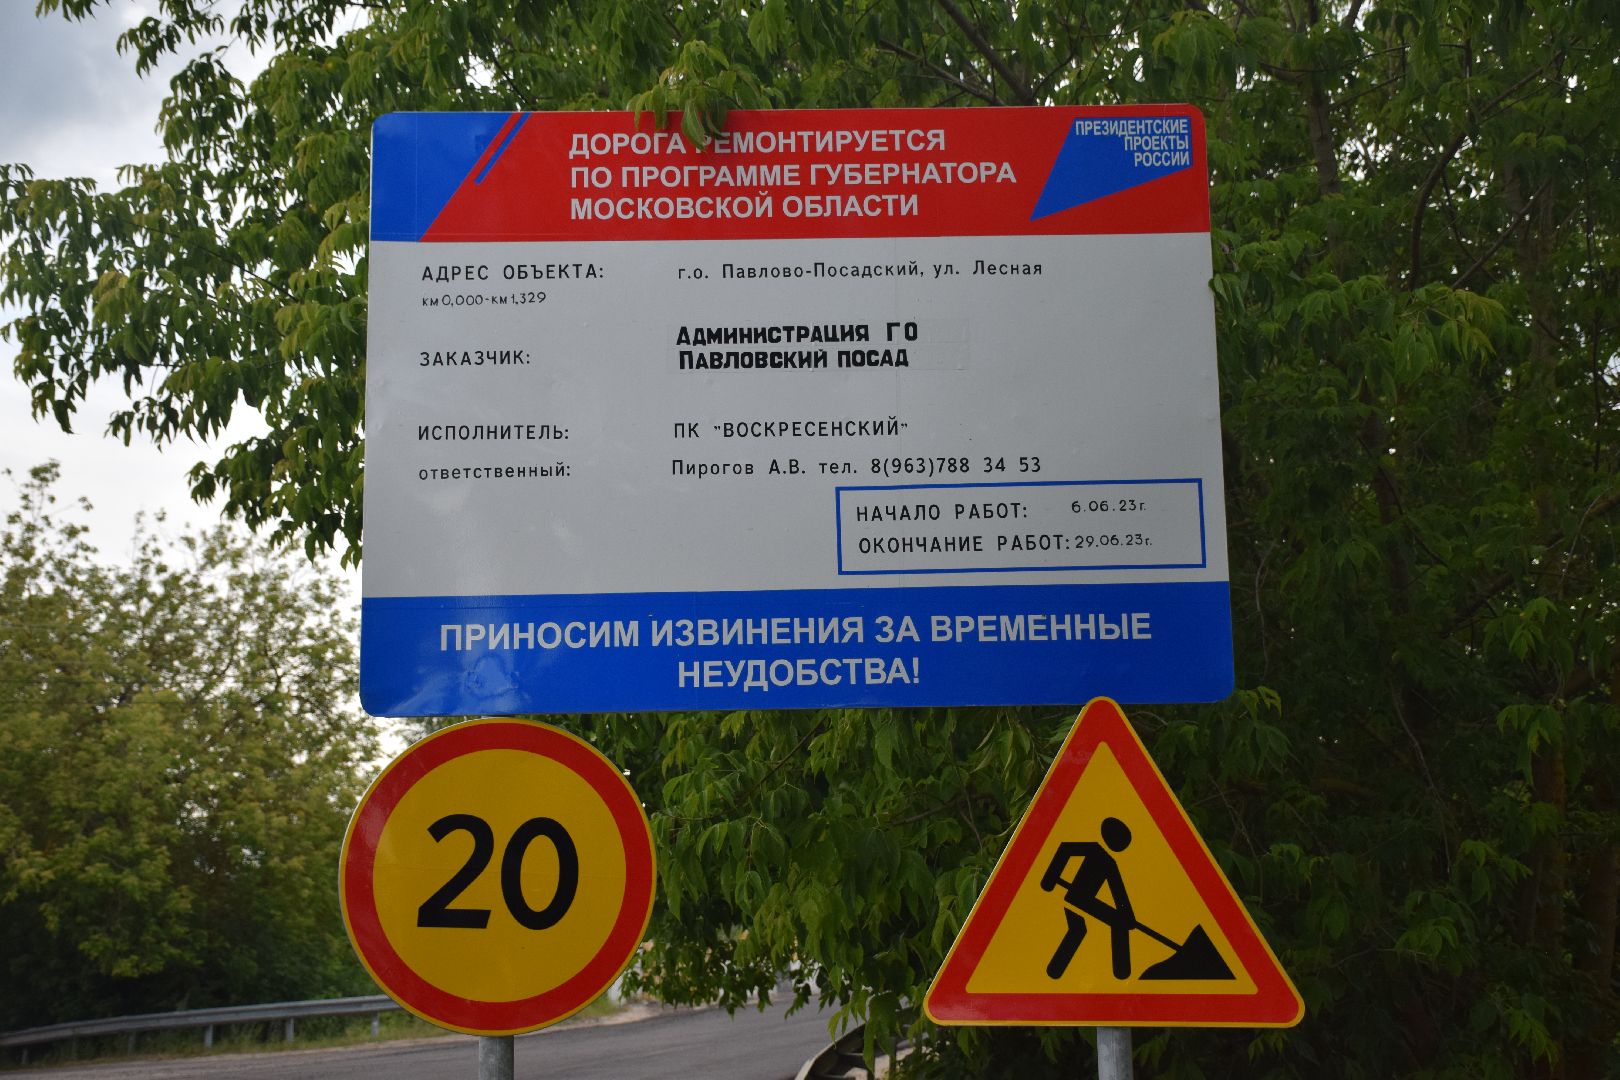 ДОРОГА РЕМОНТИРУЕТСЯ
ПО ПРОГРАММЕ ГУБЕРНАТОРА
МОСКОВСКОЙ ОБЛАСТИ
ПРЕЗИДЕНТСКИЕ
ПРОЕКТЫ
РОССИИ
АДРЕС ОБЪЕКТА: г.о. Павлово-Посадский, ул. Лесная
км 0,000-км 1,329
ЗАКАЗЧИК: Администрация ГО
Павловский посад
ИСПОЛНИТЕЛЬ: ПК "ВОСКРЕСЕНСКИЙ"
ответственный: Пирогов А.В. тел. 8(963)788 34 53
НАЧАЛО РАБОТ: 6.06.23г.
ОКОНЧАНИЕ РАБОТ: 29.06.23г.
ПРИНОСИМ ИЗВИНЕНИЯ ЗА ВРЕМЕННЫЕ
НЕУДОБСТВА!
20